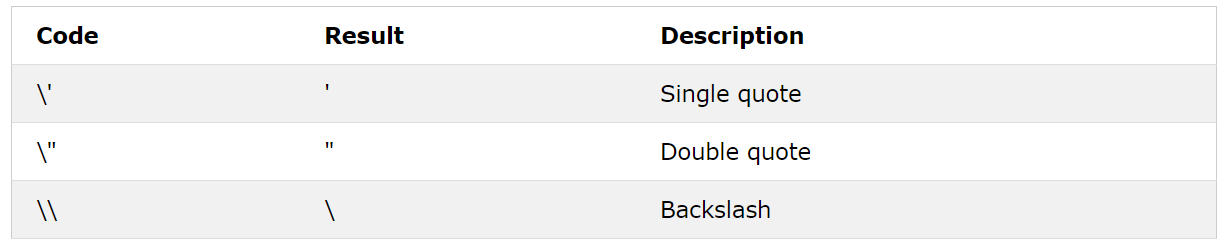 Code Result Description
\' ' Single quote
\" " Double quote
\\ \ Backslash